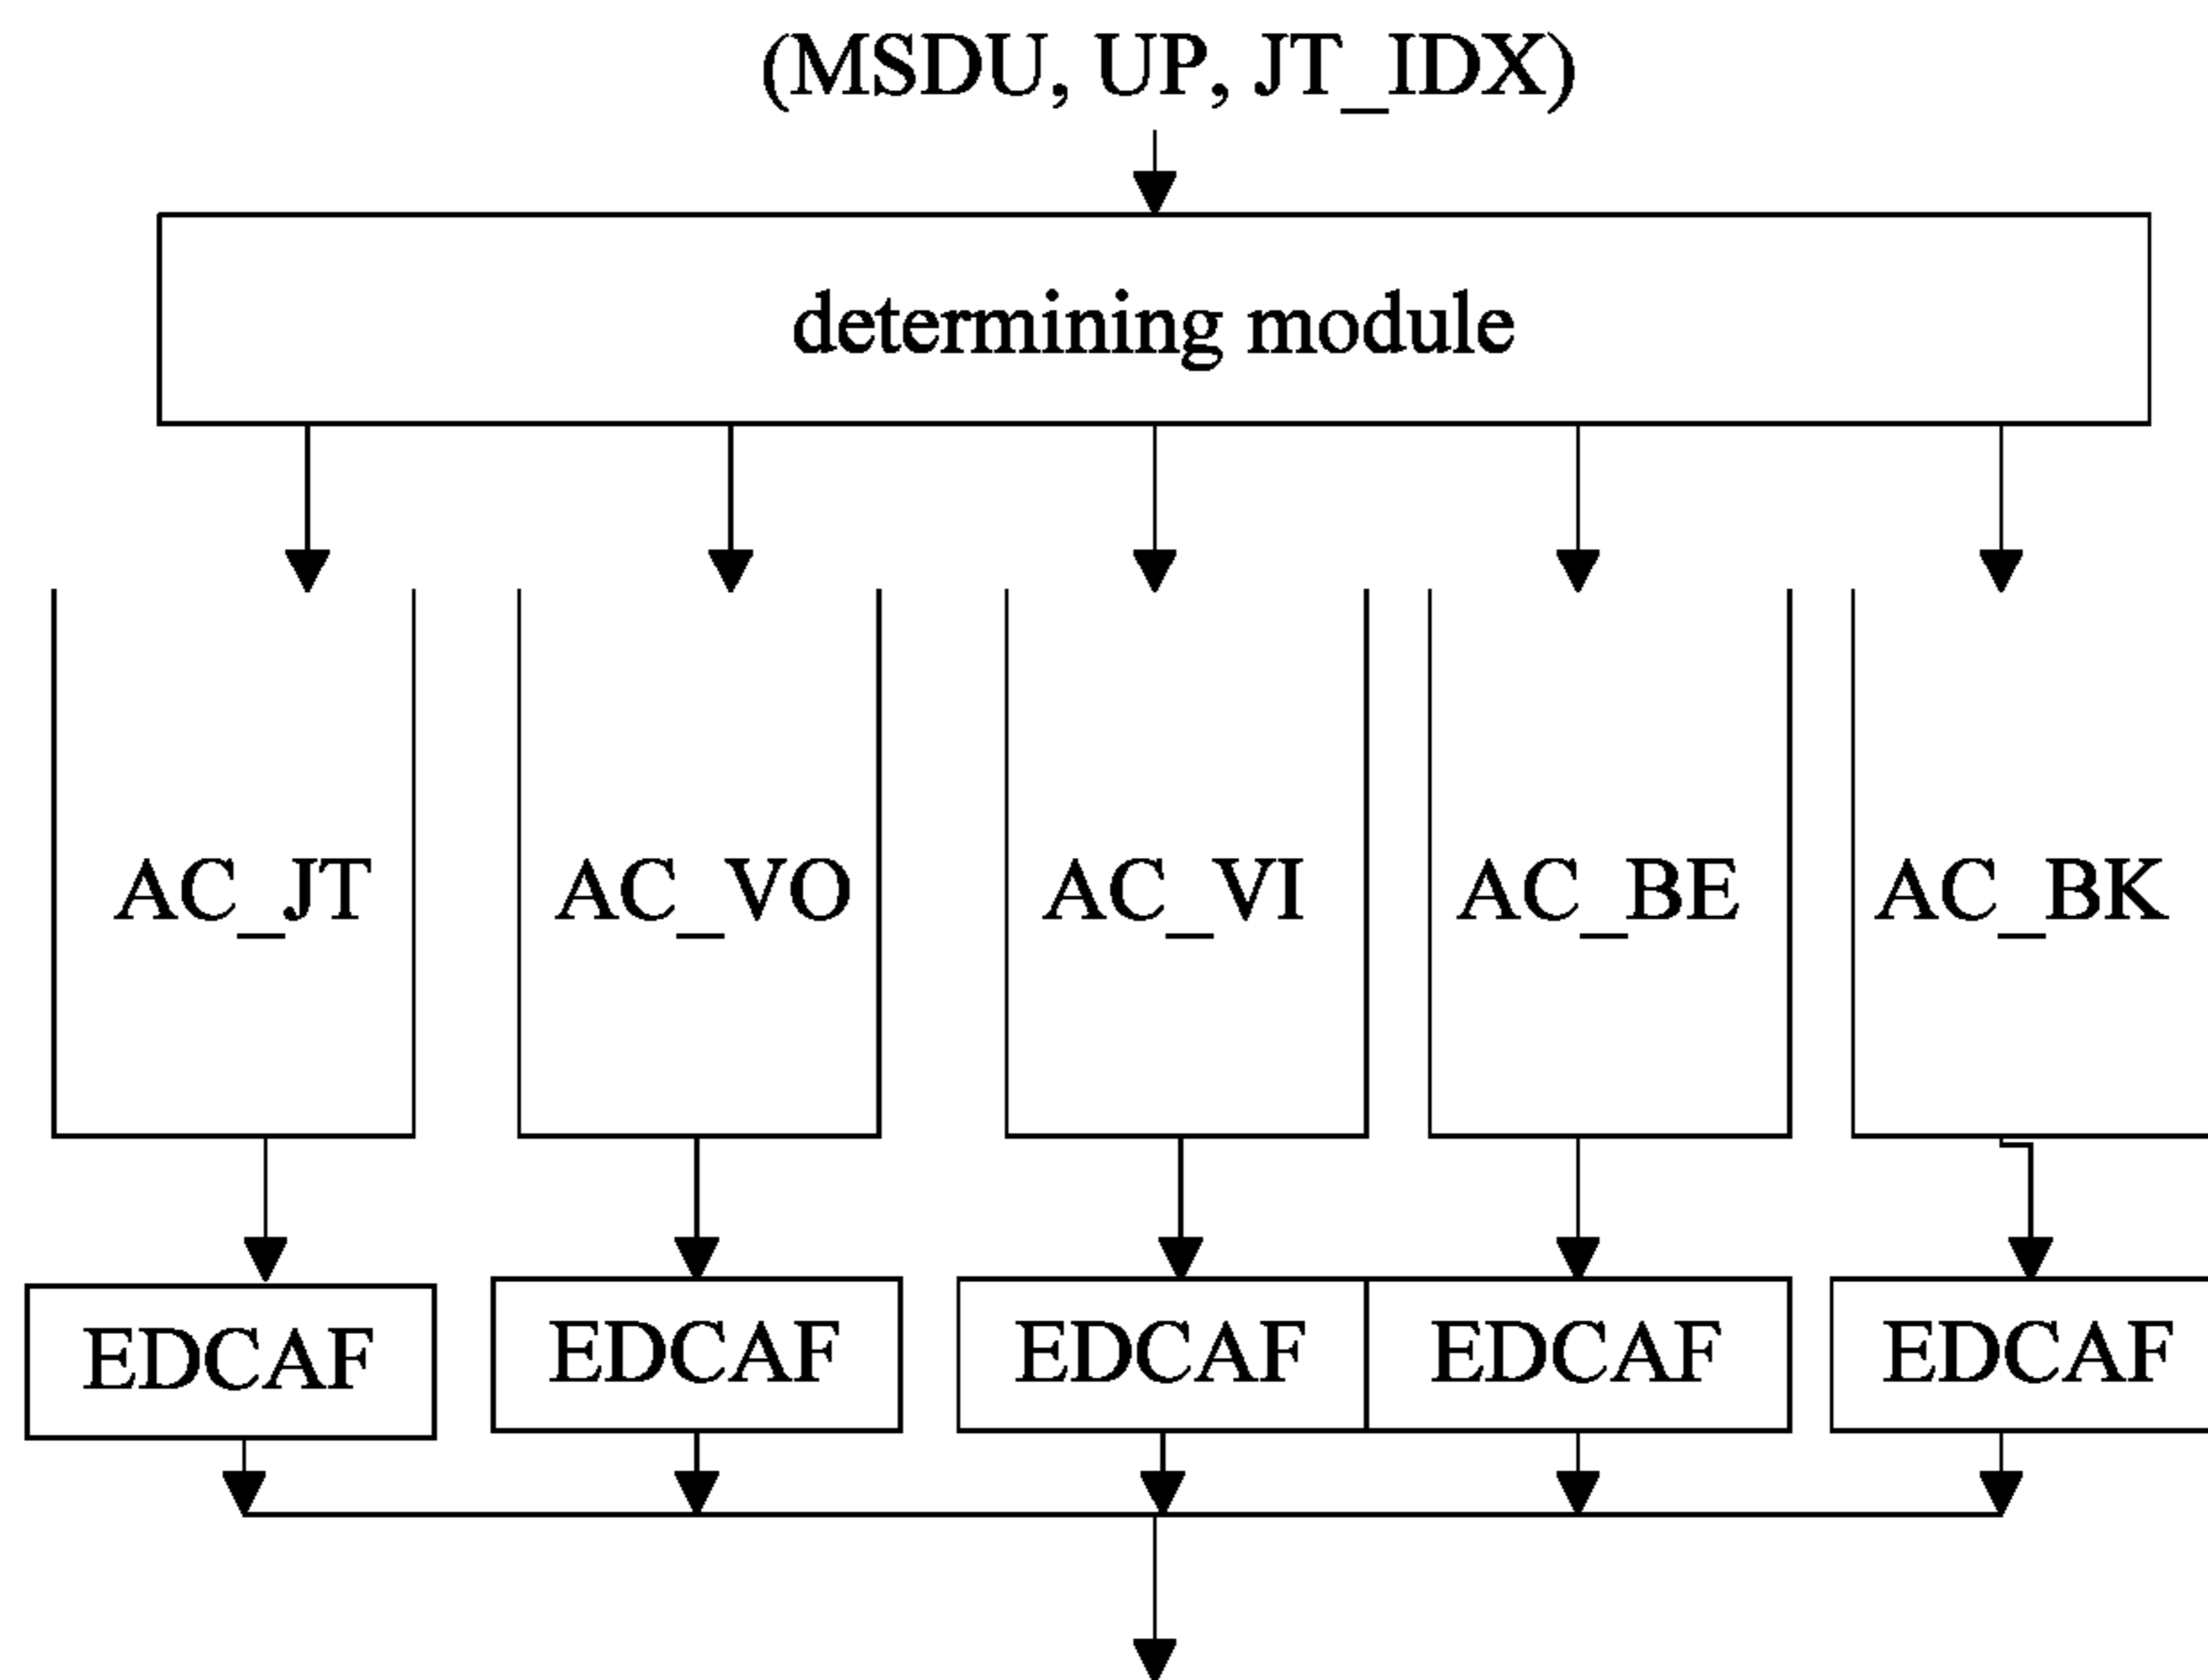 (MSDU, UP, JT_IDX)
determining module
AC_JT
AC_VO
AC_VI
AC_BE
AC_BK
EDCAF
EDCAF
EDCAF
EDCAF
EDCAF